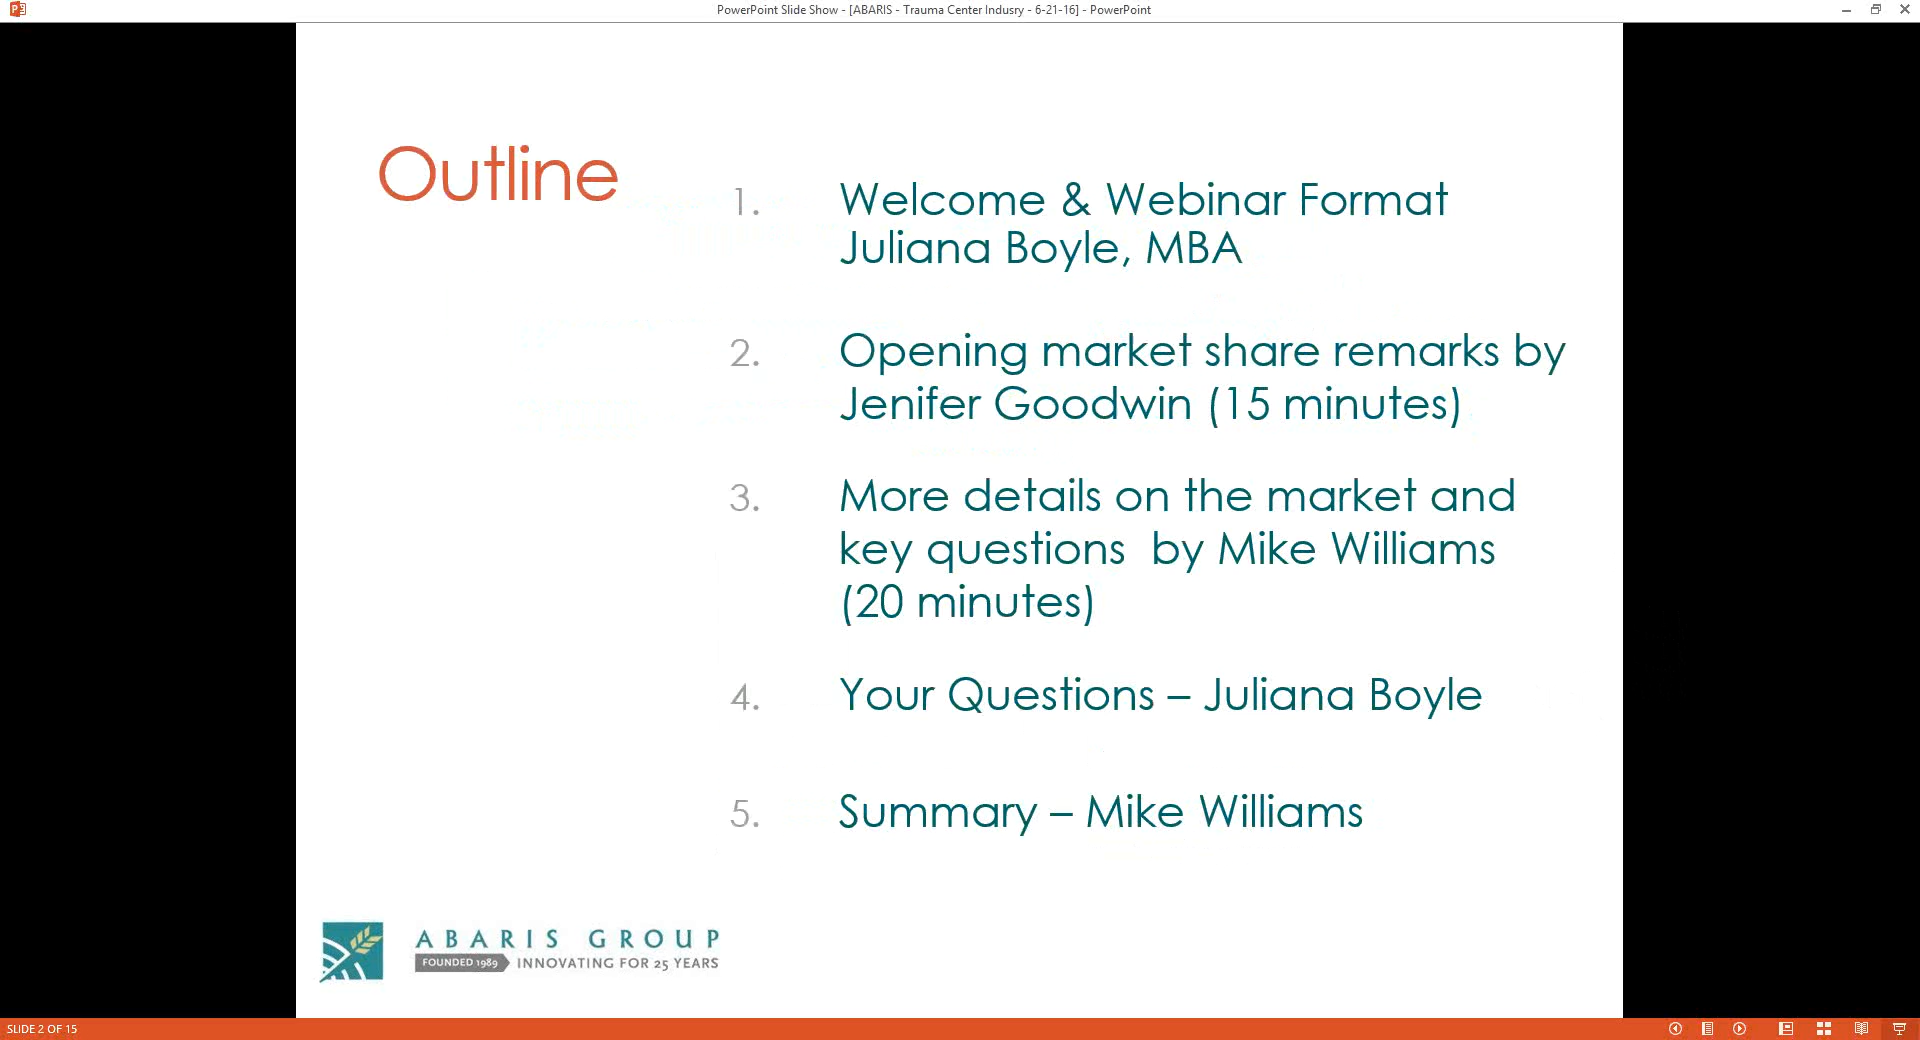 PowerPoint Slide Show - [ABARIS - Trauma Center Indusry - 6-21-16] - PowerPoint
Outline
1. Welcome & Webinar Format
Juliana Boyle, MBA
2. Opening market share remarks by
Jenifer Goodwin (15 minutes)
3. More details on the market and
key questions by Mike Williams
(20 minutes)
4. Your Questions – Juliana Boyle
5. Summary – Mike Williams
ABARIS GROUP
FOUNDED 1989 INNOVATING FOR 25 YEARS
SLIDE 2 OF 15